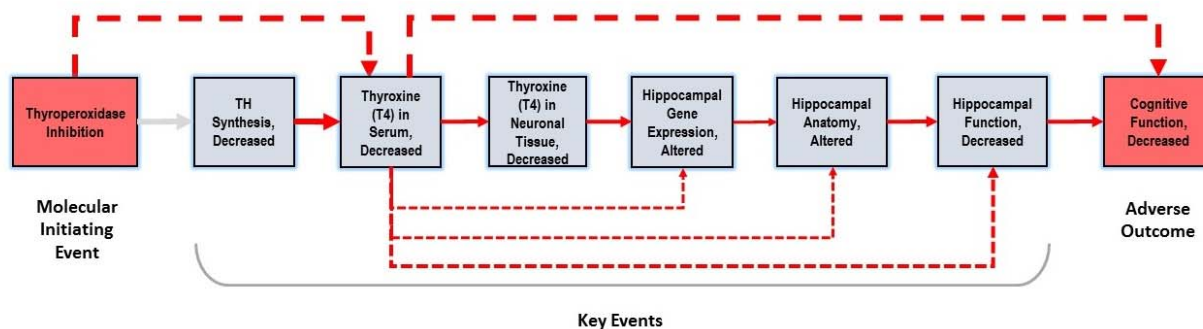 Thyroperoxidase
Inhibition
TH
Synthesis,
Decreased
Thyroxine
(T4) in
Serum,
Decreased
Thyroxine
(T4) in
Neuronal
Tissue,
Decreased
Hippocampal
Gene
Expression,
Altered
Hippocampal
Anatomy,
Altered
Hippocampal
Function,
Decreased
Cognitive
Function,
Decreased
Molecular
Initiating
Event
Adverse
Outcome
Key Events